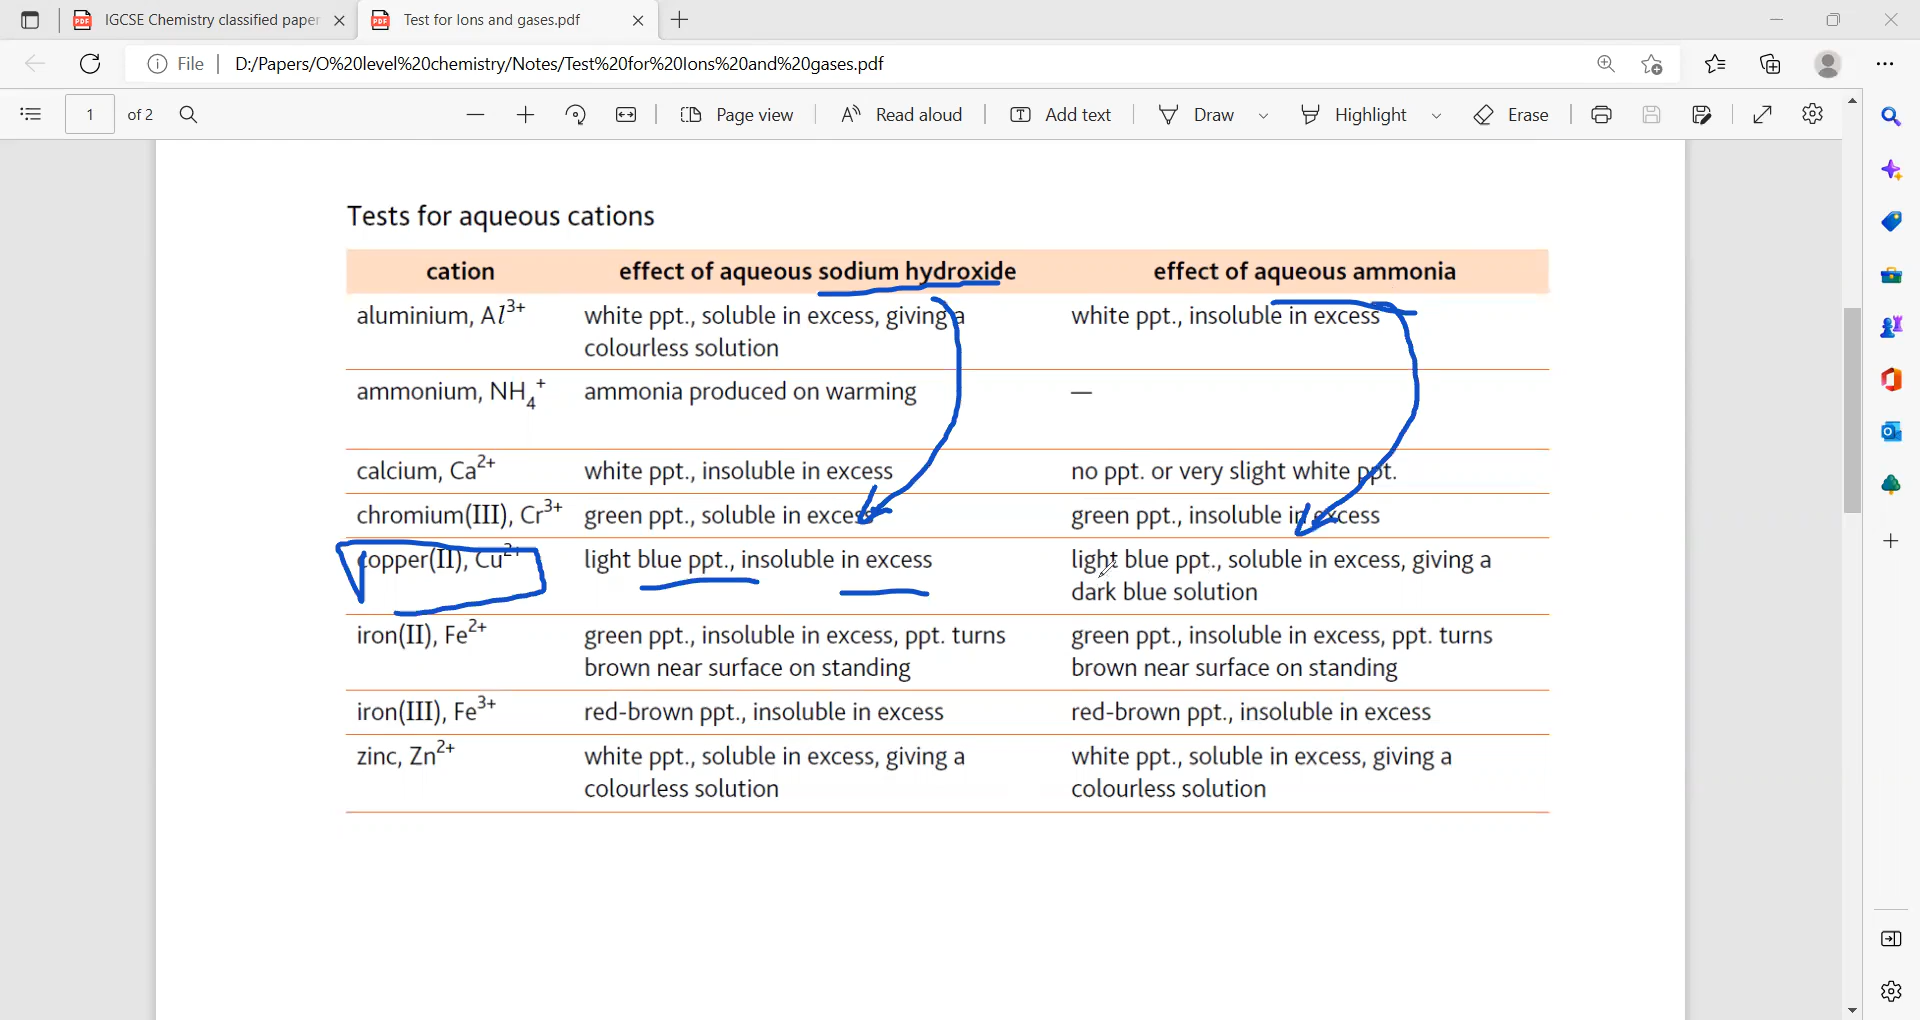 IGCSE Chemistry classified paper
Test for Ions and gases.pdf
File
D:/Papers/O%20level%20chemistry/Notes/Test%20for%20Ions%20and%20gases.pdf
1 of 2
Page view
Read aloud
Add text
Draw
Highlight
Erase
Tests for aqueous cations
cation effect of aqueous sodium hydroxide effect of aqueous ammonia
aluminium, Al³⁺ white ppt., soluble in excess, giving a white ppt., insoluble in excess
colourless solution
ammonium, NH₄⁺ ammonia produced on warming —
calcium, Ca²⁺ white ppt., insoluble in excess no ppt. or very slight white ppt.
chromium(III), Cr³⁺ green ppt., soluble in excess green ppt., insoluble in excess
copper(II), Cu²⁺ light blue ppt., insoluble in excess light blue ppt., soluble in excess, giving a
dark blue solution
iron(II), Fe²⁺ green ppt., insoluble in excess, ppt. turns green ppt., insoluble in excess, ppt. turns
brown near surface on standing brown near surface on standing
iron(III), Fe³⁺ red-brown ppt., insoluble in excess red-brown ppt., insoluble in excess
zinc, Zn²⁺ white ppt., soluble in excess, giving a white ppt., soluble in excess, giving a
colourless solution colourless solution